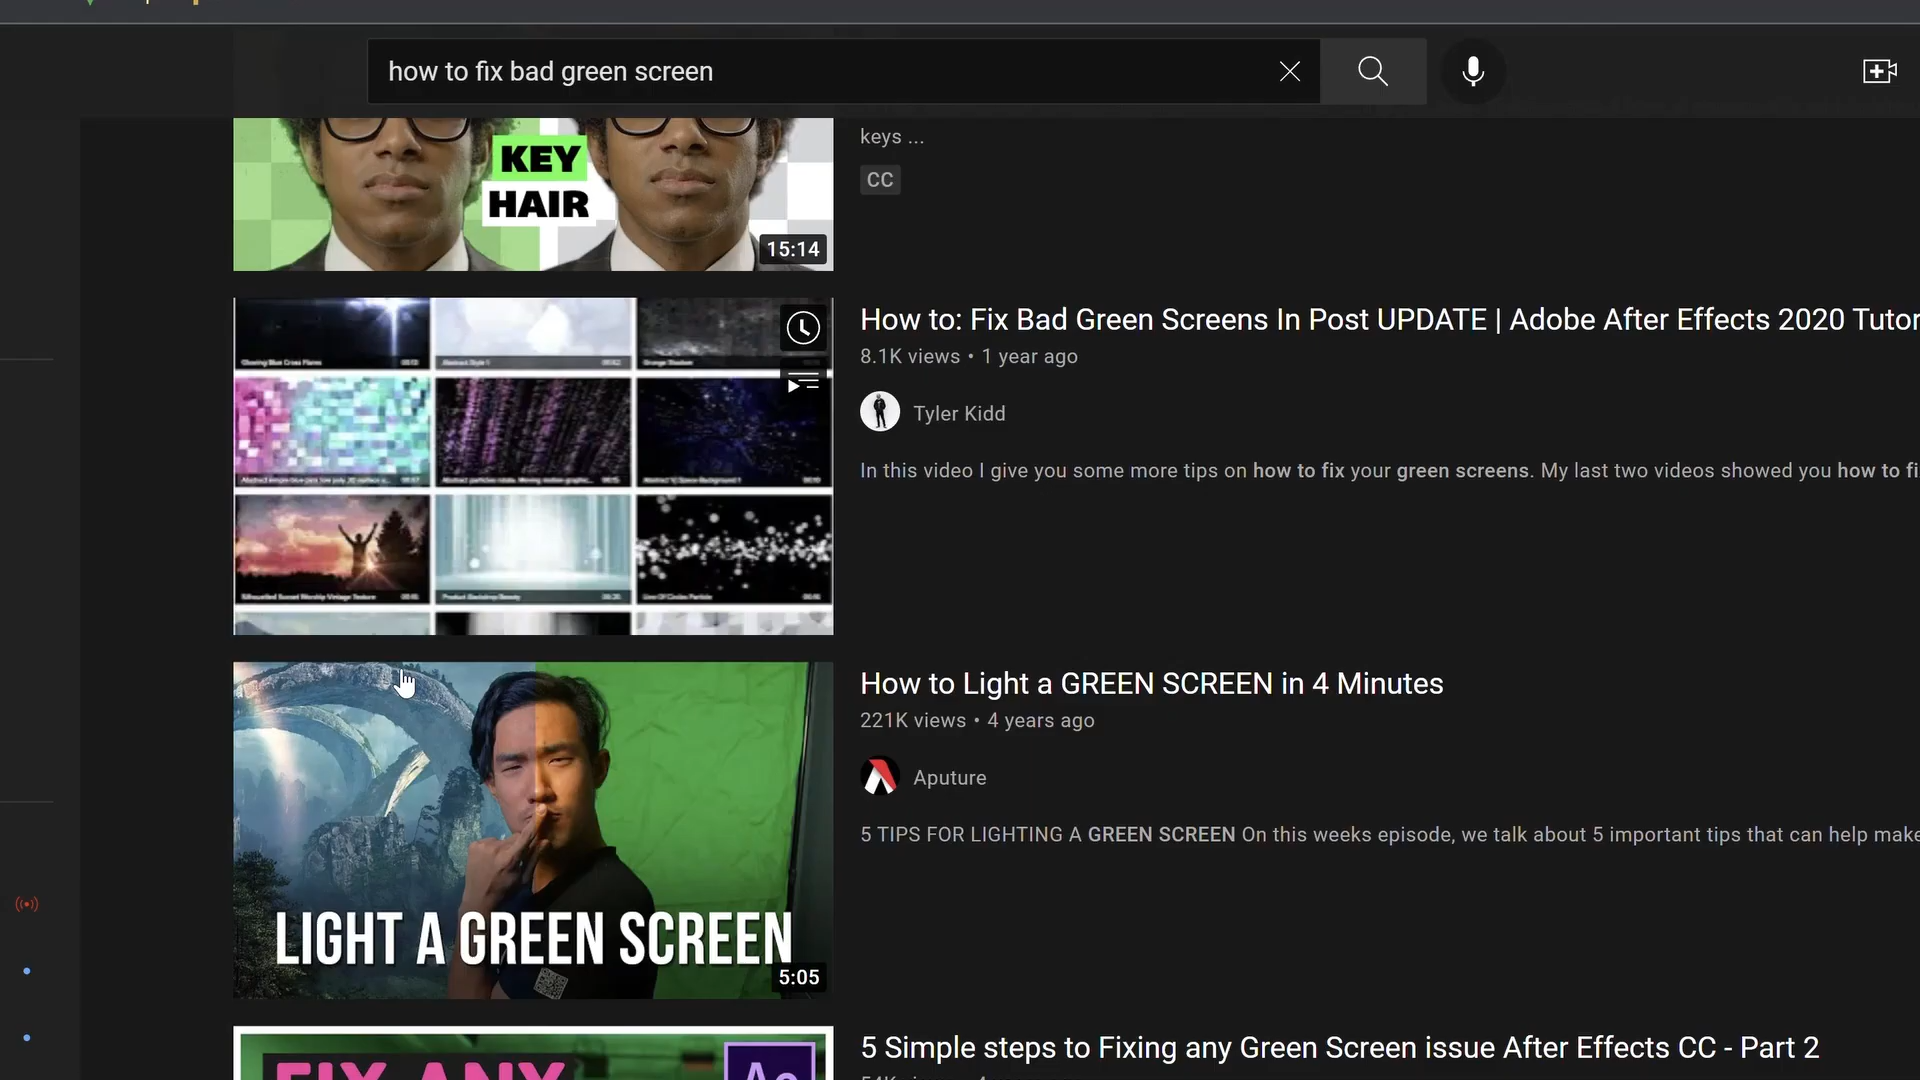 how to fix bad green screen
keys ...
KEY
HAIR
CC
15:14
How to: Fix Bad Green Screens In Post UPDATE | Adobe After Effects 2020 Tutor
8.1K views • 1 year ago
Tyler Kidd
In this video I give you some more tips on how to fix your green screens. My last two videos showed you how to fi
How to Light a GREEN SCREEN in 4 Minutes
221K views • 4 years ago
Aputure
5 TIPS FOR LIGHTING A GREEN SCREEN On this weeks episode, we talk about 5 important tips that can help make
LIGHT A GREEN SCREEN
5:05
5 Simple steps to Fixing any Green Screen issue After Effects CC - Part 2
FIX ANY
Ae